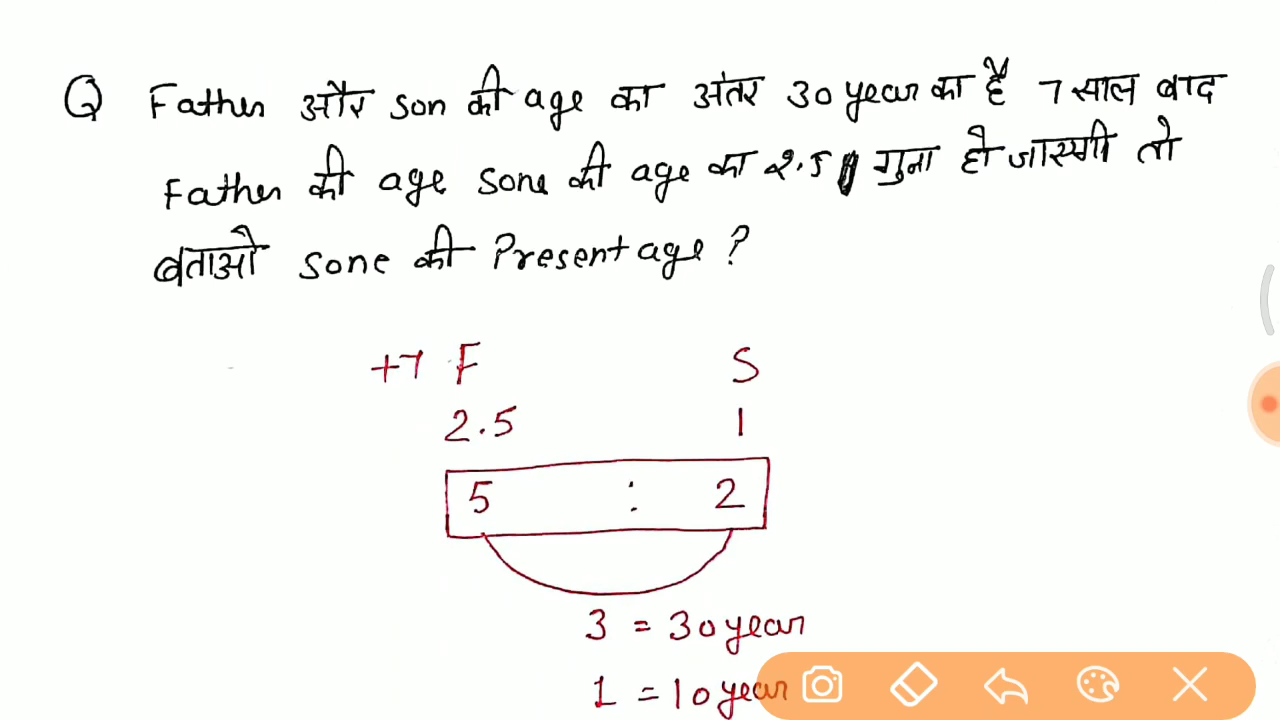 Q Father और son की age का अंतर 30 year का है 7 साल बाद
Father की age sone की age का 2.5 गुना हो जाएगी तो
बताओ sone की Present age ?
+7 F S
2.5 1
5 : 2
3 = 30 year
1 = 10 year